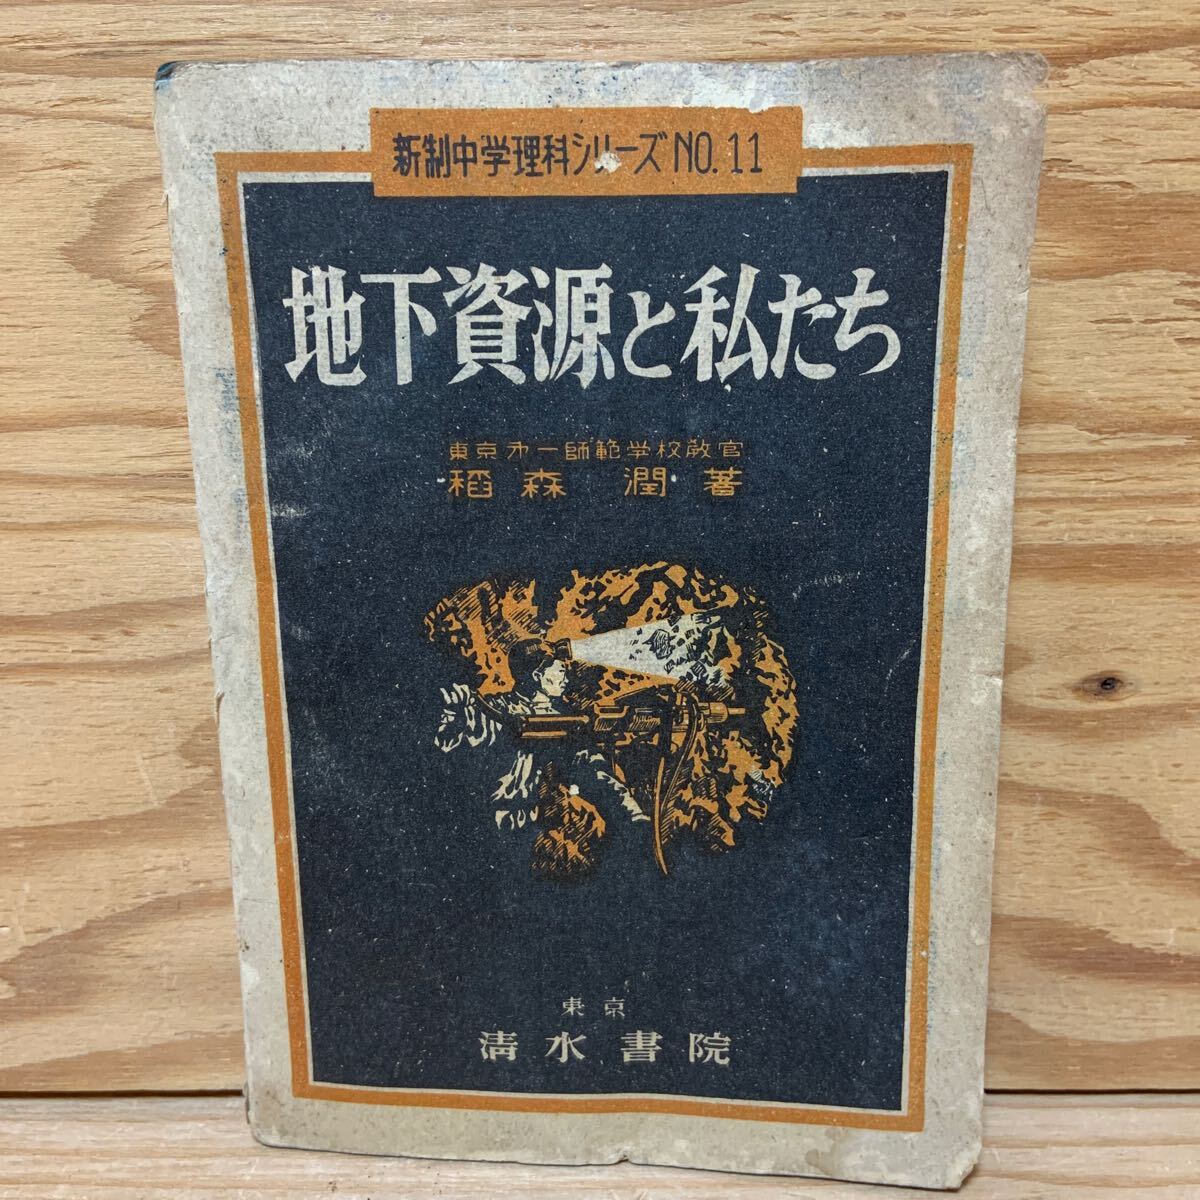 新制中学理科シリーズNO.11
地下資源と私たち
東京㐧一師範学校教官
稻森 潤 著
東京
清水書院